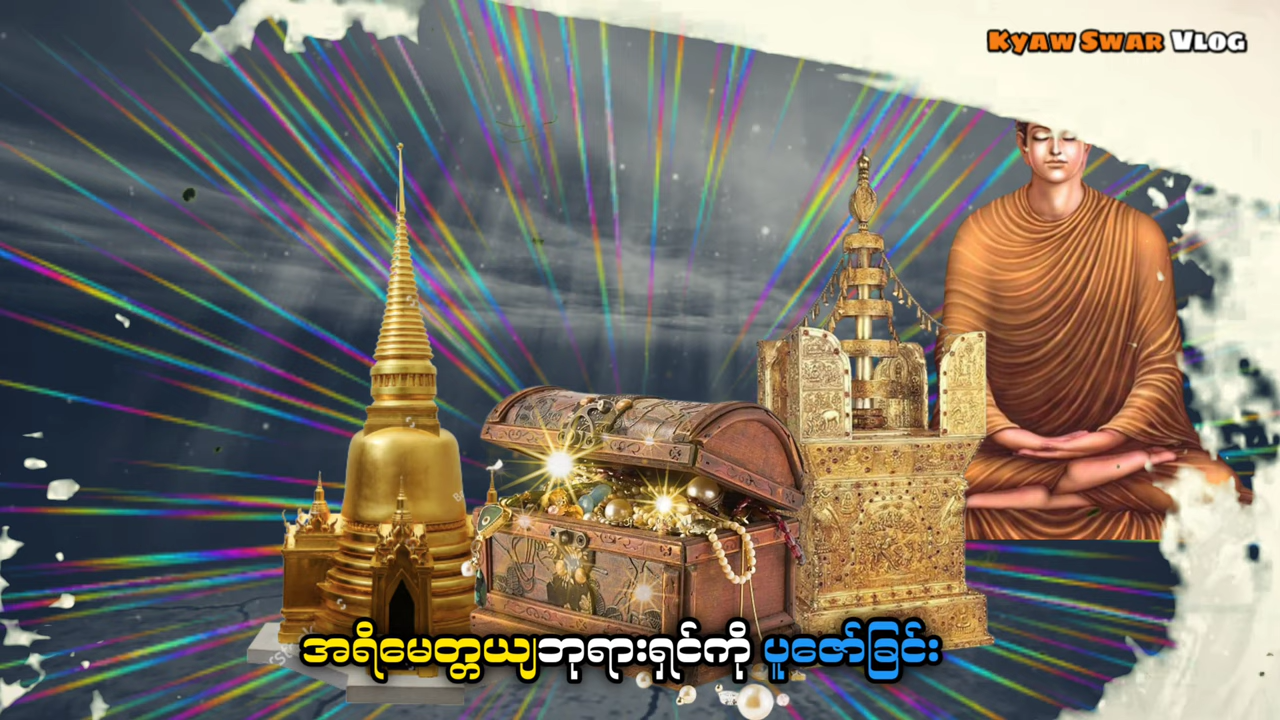 Kyaw Swar Vlog
အရိမေတ္တယျဘုရားရှင်ကို ပူဇော်ခြင်း